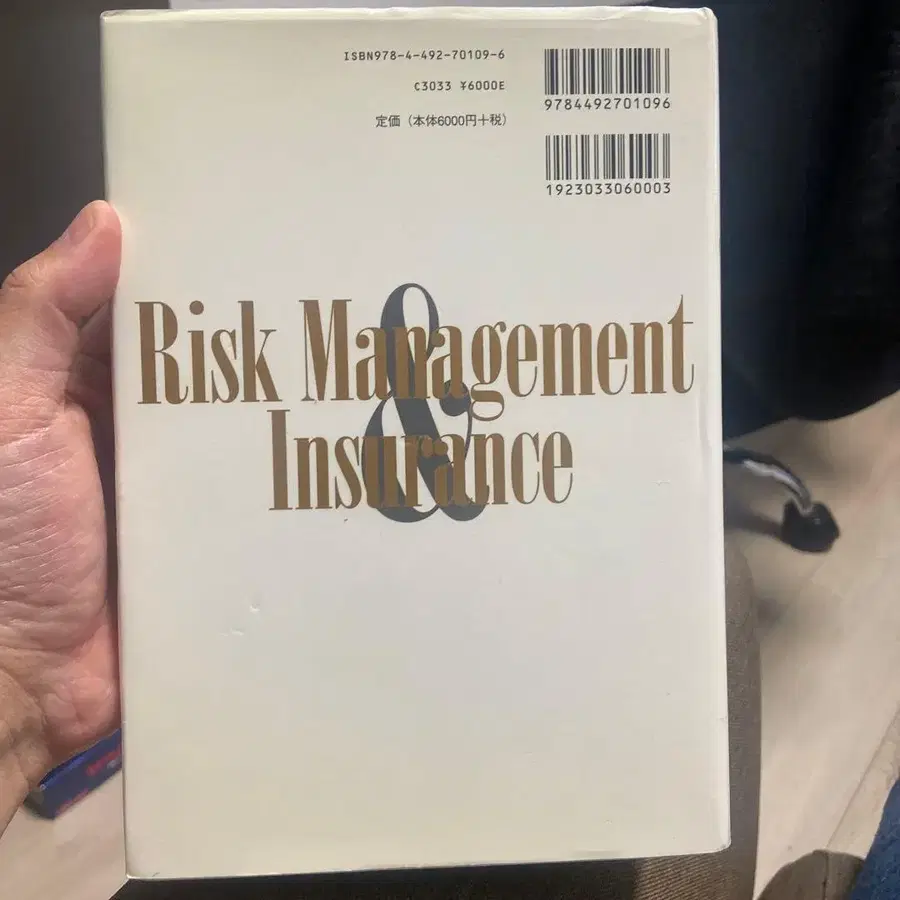 ISBN978-4-492-70109-6
C3033 ¥6000E
定価（本体6000円＋税）
9784492701096
1923033060003
Risk Management
&
Insurance